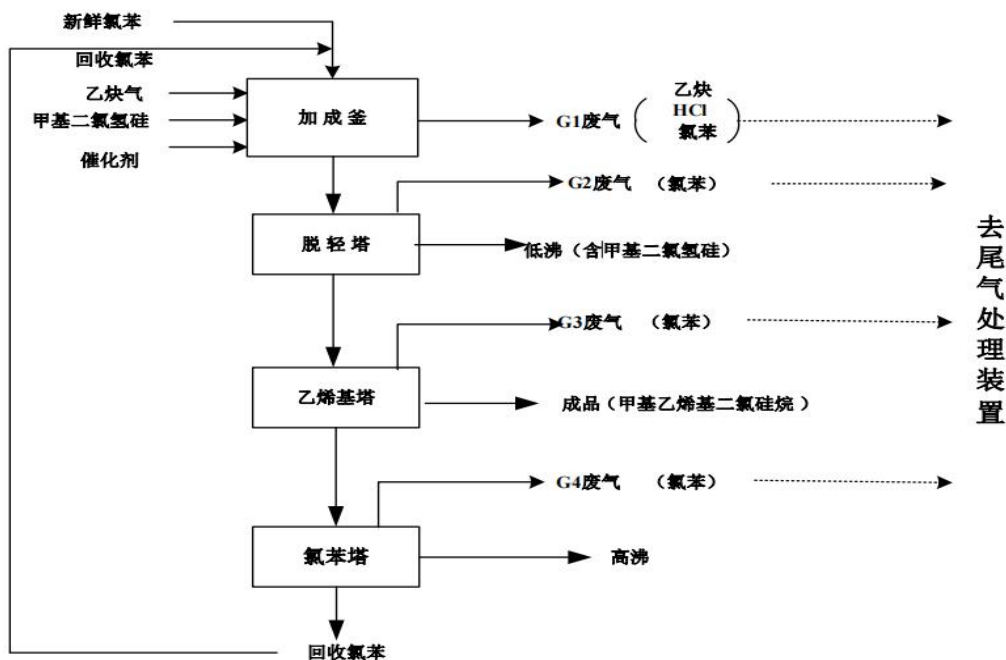 新鲜氯苯
回收氯苯
乙炔气
甲基二氯氢硅
催化剂
加成釜
G1废气
乙炔
HCl
氯苯
G2废气 （氯苯）
脱轻塔
低沸（含甲基二氯氢硅）
G3废气 （氯苯）
乙烯基塔
成品（甲基乙烯基二氯硅烷）
G4废气 （氯苯）
氯苯塔
高沸
回收氯苯
去尾气处理装置